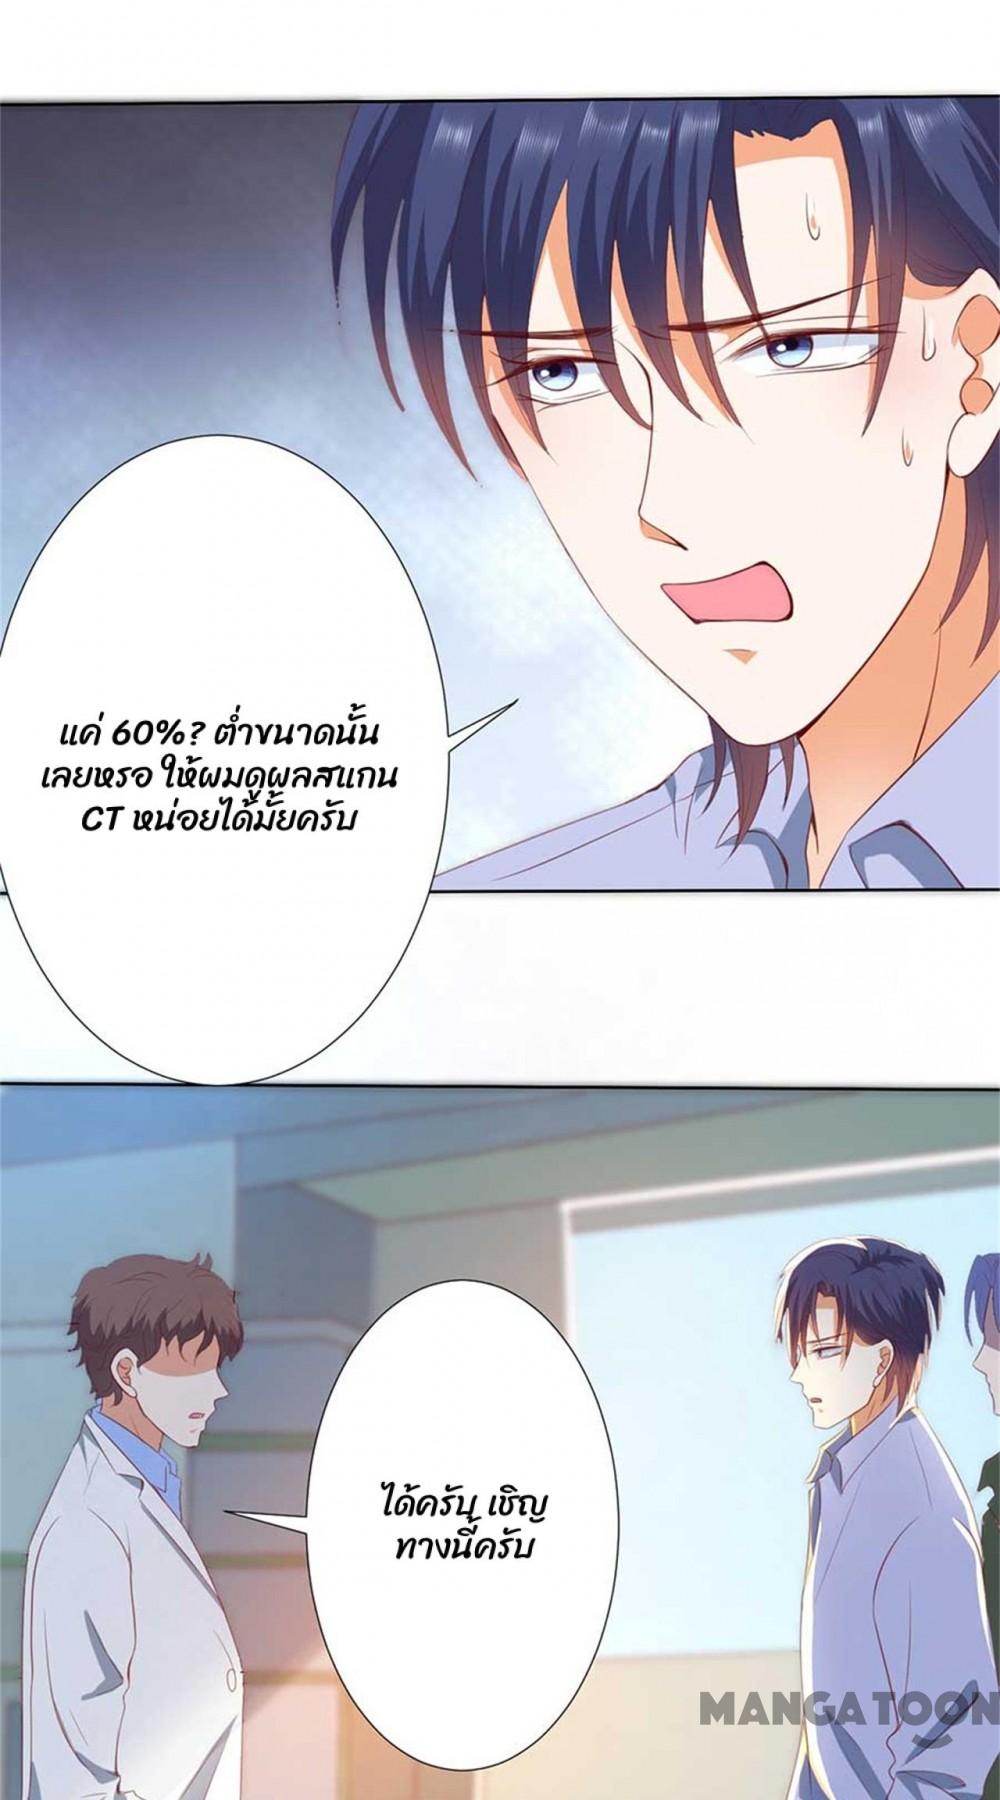 แค่ 60%? ต่ำขนาดนั้น
เลยหรอ ให้ผมดูผลสแกน
CT หน่อยได้มั้ยครับ
ได้ครับ เชิญ
ทางนี้ครับ
MANGATOON